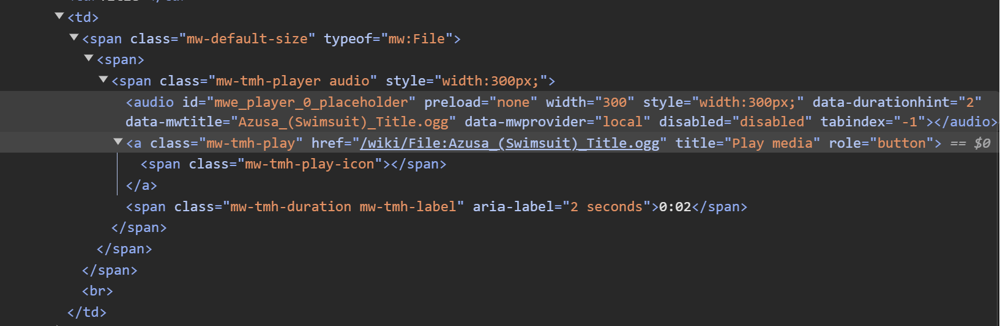 <td>
<span class="mw-default-size" typeof="mw:File">
<span>
<span class="mw-tmh-player audio" style="width:300px;">
<audio id="mwe_player_0_placeholder" preload="none" width="300" style="width:300px;" data-durationhint="2"
data-mwtitle="Azusa_(Swimsuit)_Title.ogg" data-mwprovider="local" disabled="disabled" tabindex="-1"></audio>
<a class="mw-tmh-play" href="/wiki/File:Azusa_(Swimsuit)_Title.ogg" title="Play media" role="button"> == $0
<span class="mw-tmh-play-icon"></span>
</a>
<span class="mw-tmh-duration mw-tmh-label" aria-label="2 seconds">0:02</span>
</span>
</span>
</span>
<br>
</td>